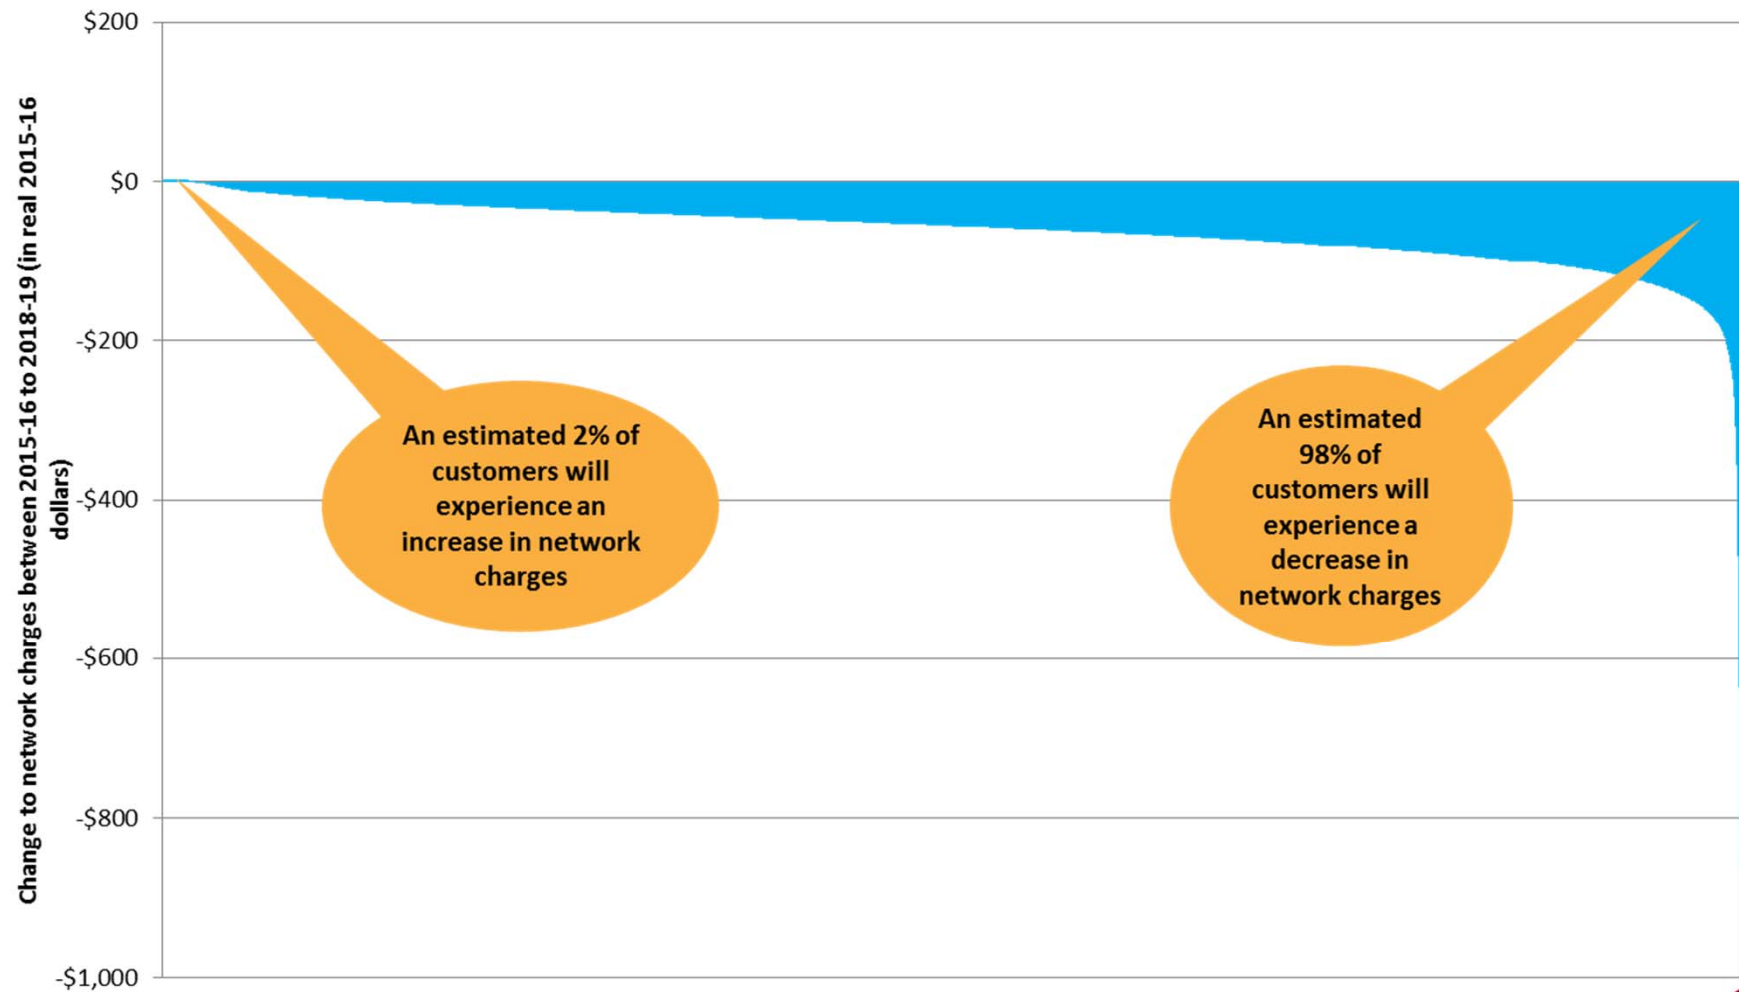 $200
$0
-$200
-$400
-$600
-$800
-$1,000
Change to network charges between 2015-16 to 2018-19 (in real 2015-16
dollars)
An estimated 2% of
customers will
experience an
increase in network
charges
An estimated
98% of
customers will
experience a
decrease in
network charges